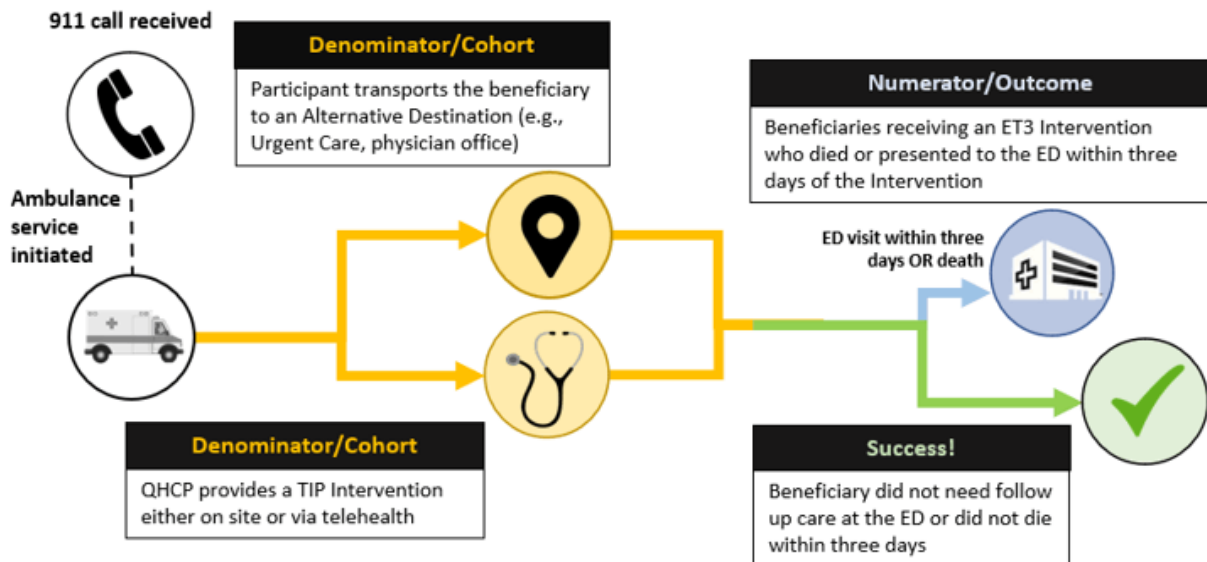 911 call received
Denominator/Cohort
Participant transports the beneficiary
to an Alternative Destination (e.g.,
Urgent Care, physician office)
Numerator/Outcome
Beneficiaries receiving an ET3 Intervention
who died or presented to the ED within three
days of the Intervention
Ambulance
service
initiated
ED visit within three
days OR death
Denominator/Cohort
QHCP provides a TIP Intervention
either on site or via telehealth
Success!
Beneficiary did not need follow
up care at the ED or did not die
within three days